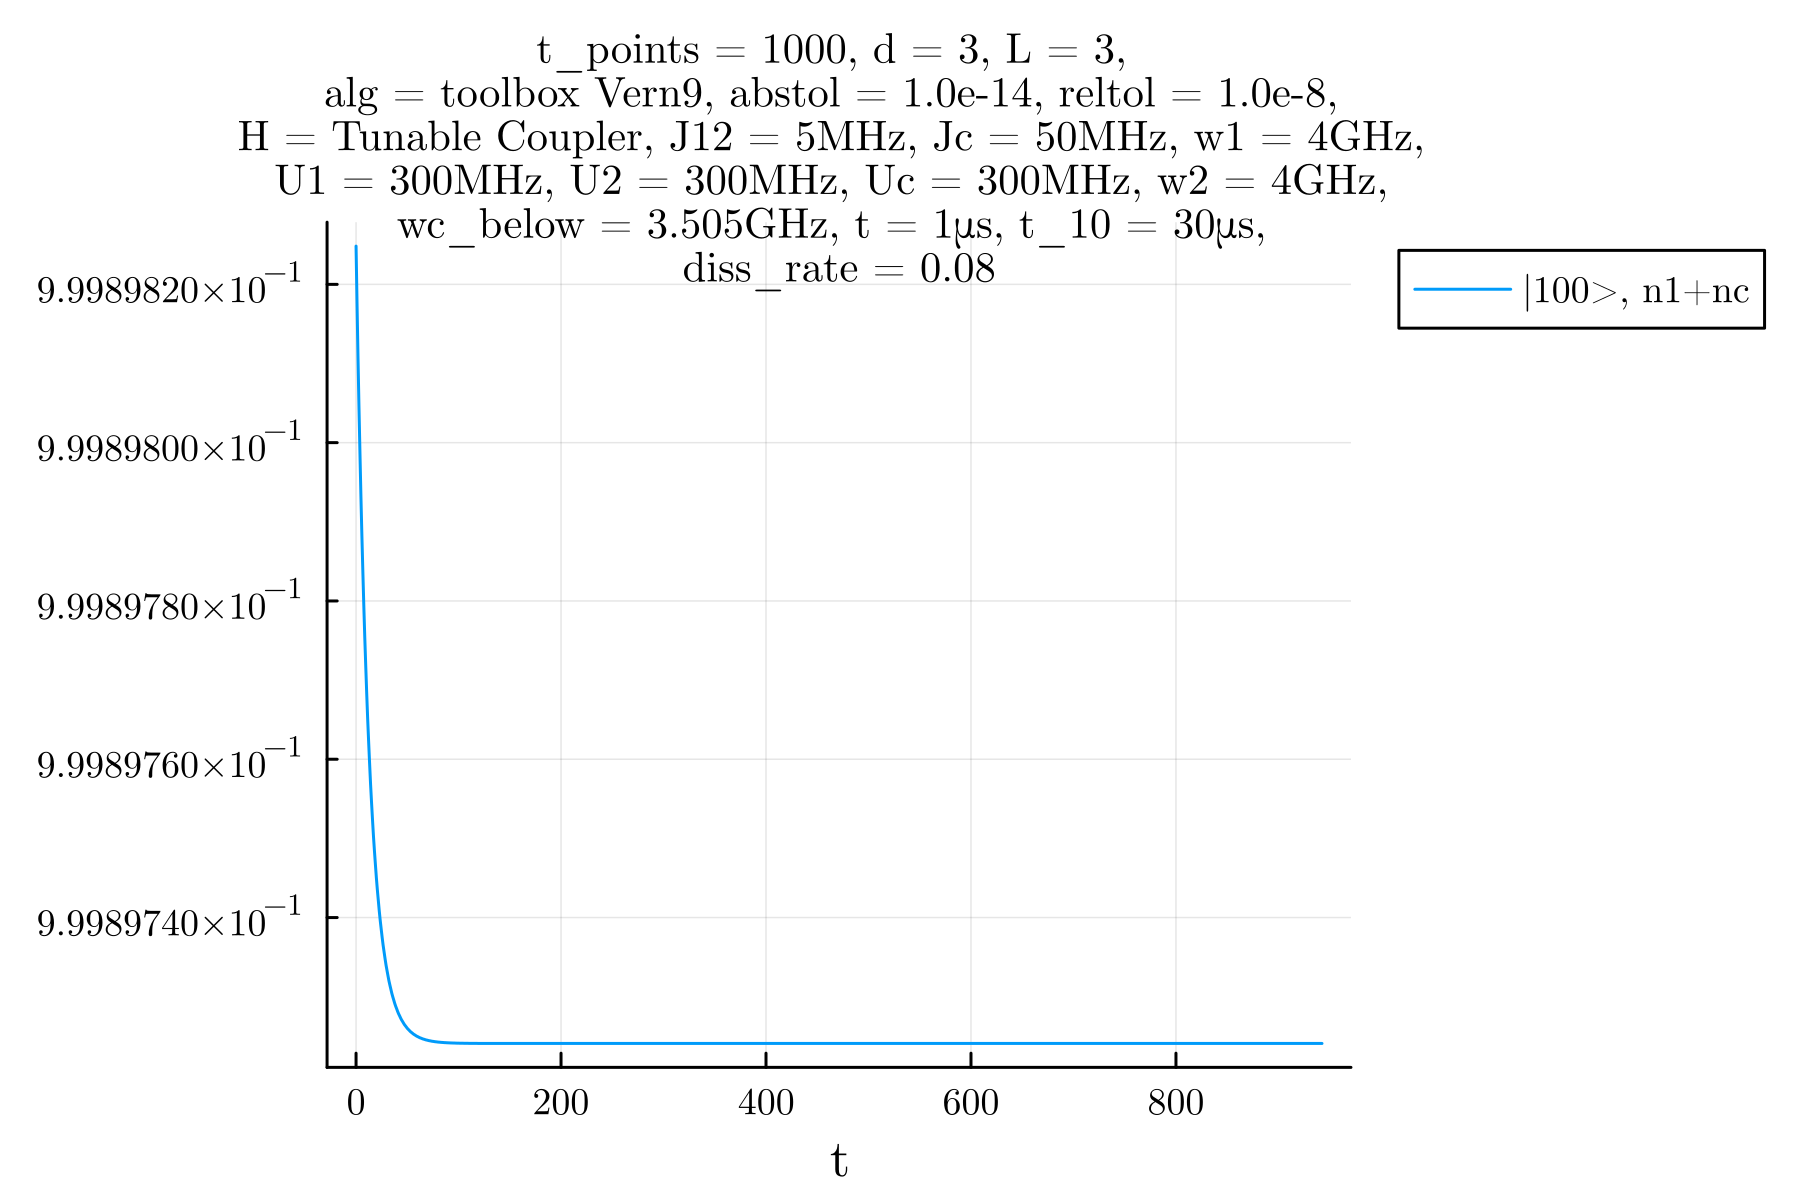 t_points = 1000, d = 3, L = 3,
alg = toolbox Vern9, abstol = 1.0e-14, reltol = 1.0e-8,
H = Tunable Coupler, J12 = 5MHz, Jc = 50MHz, w1 = 4GHz,
U1 = 300MHz, U2 = 300MHz, Uc = 300MHz, w2 = 4GHz,
wc_below = 3.505GHz, t = 1μs, t_10 = 30μs,
diss_rate = 0.08
9.9989820×10⁻¹
9.9989800×10⁻¹
9.9989780×10⁻¹
9.9989760×10⁻¹
9.9989740×10⁻¹
|100>, n1+nc
0 200 400 600 800
t